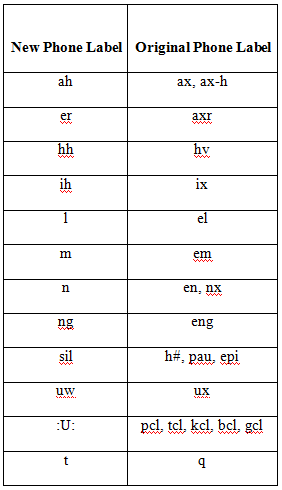 New Phone Label Original Phone Label
ah ax, ax-h
er axr
hh hv
ih ix
l el
m em
n en, nx
ng eng
sil h#, pau, epi
uw ux
:U: pcl, tcl, kcl, bcl, gcl
t q